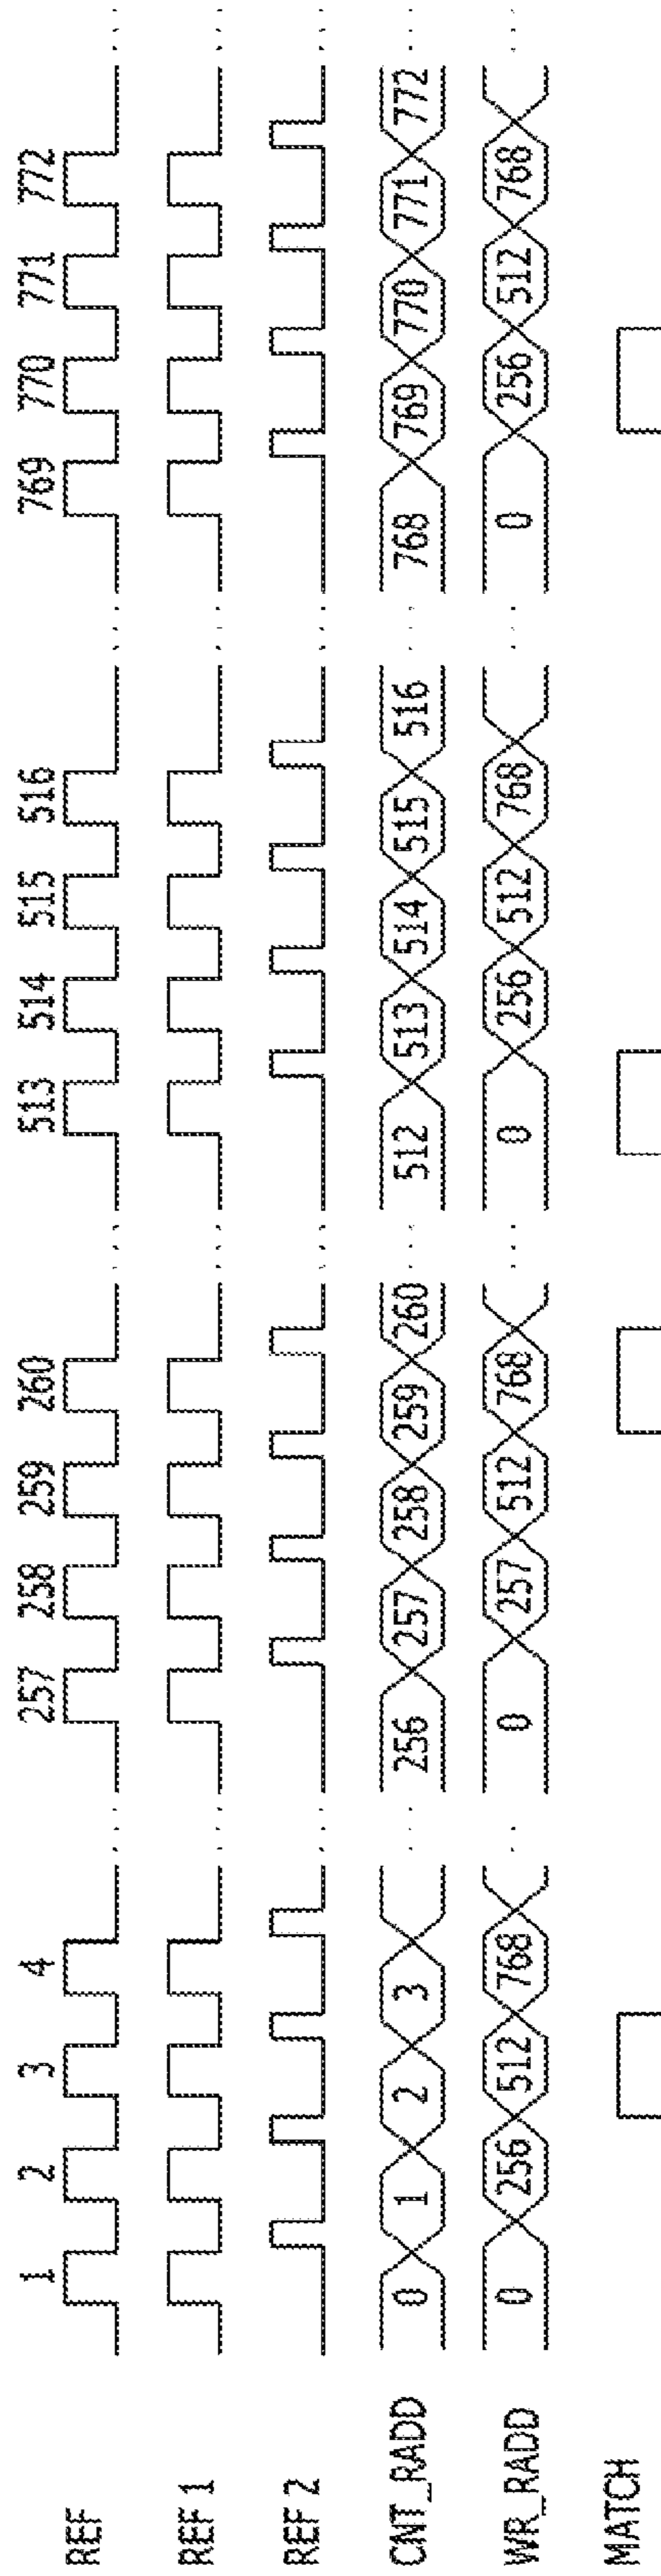 REF 1 2 3 4 ... 257 258 259 260 ... 513 514 515 516 ... 769 770 771 772 ...
REF 1 ... ... ... ...
REF 2 ... ... ... ...
CNT_RADD 0 1 2 3 ... 256 257 258 259 260 ... 512 513 514 515 516 ... 768 769 770 771 772 ...
WR_RADD 0 256 512 768 ... 0 257 512 768 ... 0 256 512 768 ... 0 256 512 768 ...
MATCH